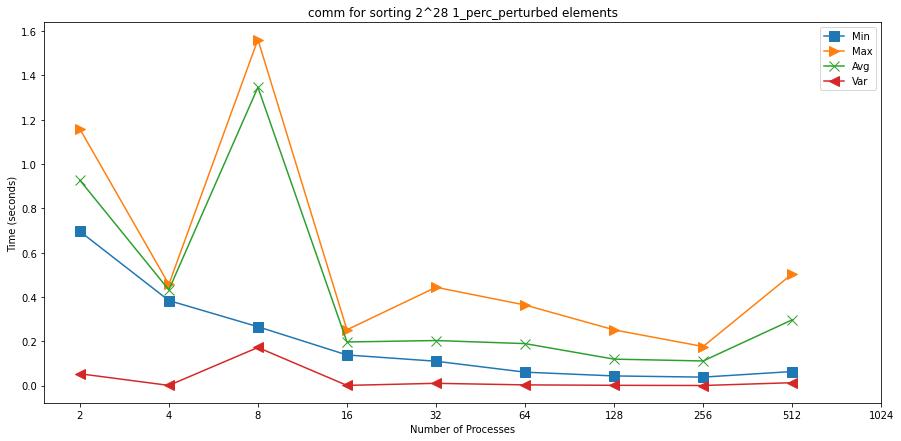 comm for sorting 2^28 1_perc_perturbed elements
Min
Max
Avg
Var
Time (seconds)
1.6
1.4
1.2
1.0
0.8
0.6
0.4
0.2
0.0
2 4 8 16 32 64 128 256 512 1024
Number of Processes